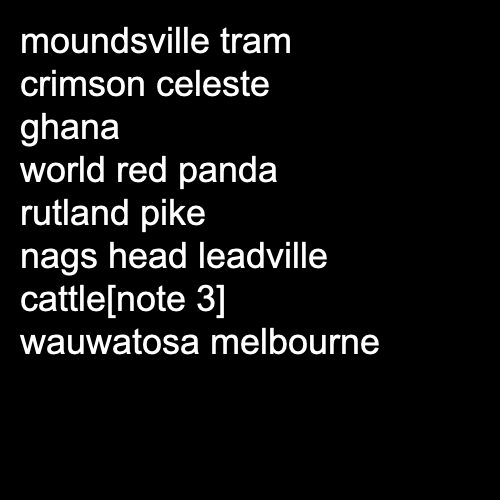 moundsville tram
crimson celeste
ghana
world red panda
rutland pike
nags head leadville
cattle[note 3]
wauwatosa melbourne